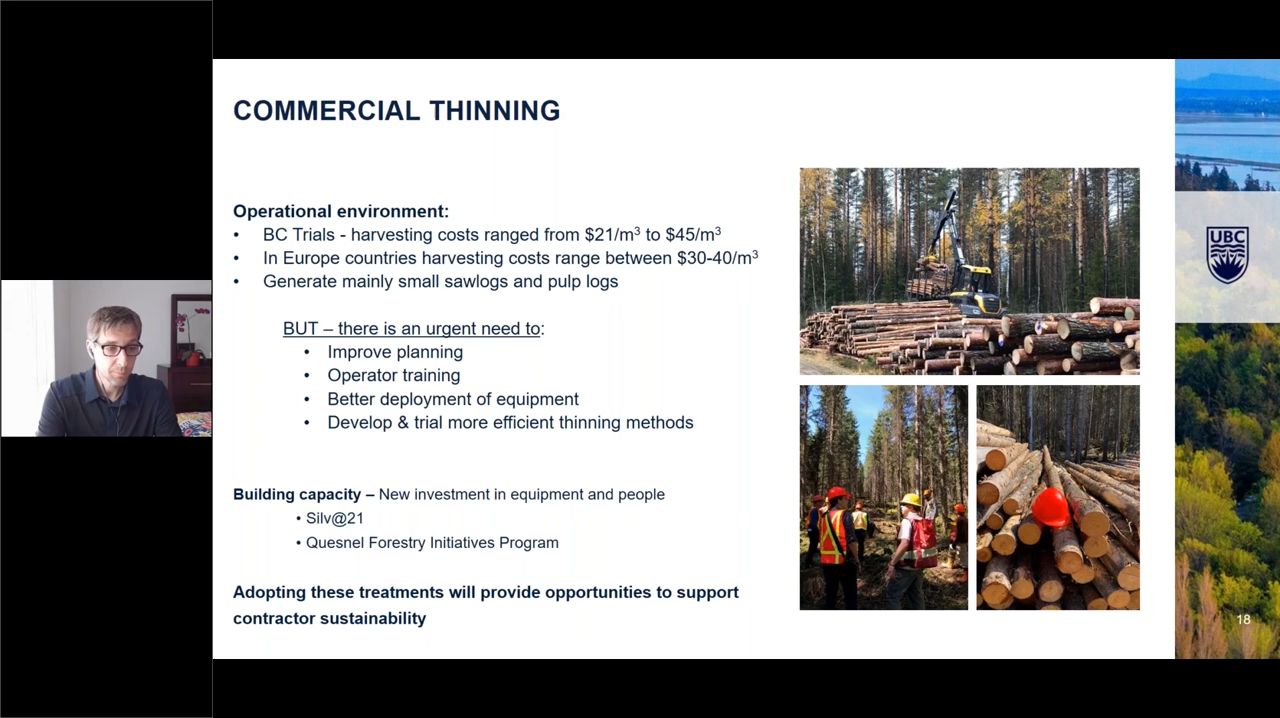 COMMERCIAL THINNING
Operational environment:
• BC Trials - harvesting costs ranged from $21/m³ to $45/m³
• In Europe countries harvesting costs range between $30-40/m³
• Generate mainly small sawlogs and pulp logs
BUT – there is an urgent need to:
• Improve planning
• Operator training
• Better deployment of equipment
• Develop & trial more efficient thinning methods
Building capacity – New investment in equipment and people
• Silv@21
• Quesnel Forestry Initiatives Program
Adopting these treatments will provide opportunities to support
contractor sustainability
UBC
18